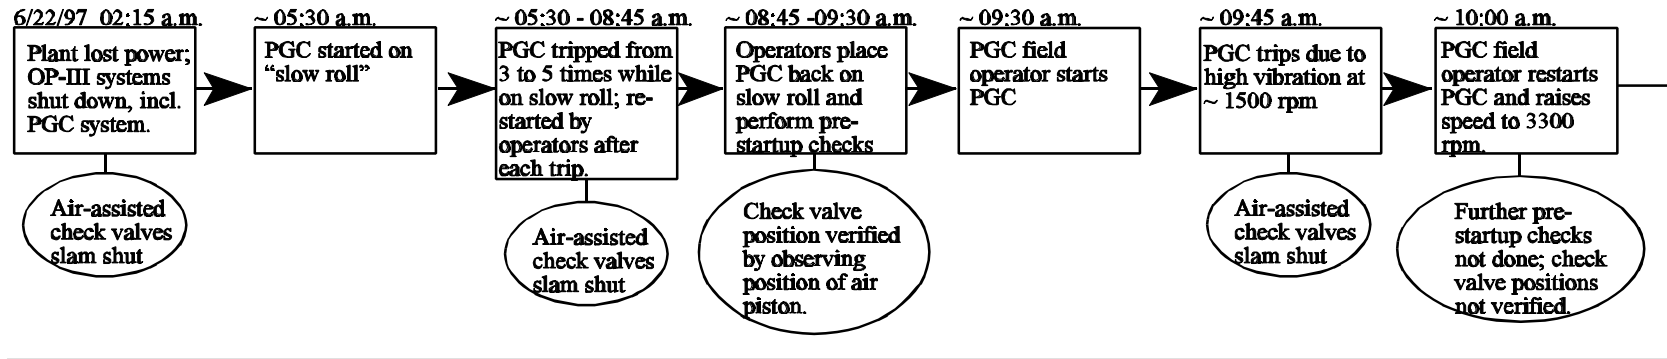 6/22/97  02:15 a.m.
Plant lost power;
OP-III systems
shut down, incl.
PGC system.
Air-assisted
check valves
slam shut
~ 05:30 a.m.
PGC started on
“slow roll”
~ 05:30 - 08:45 a.m.
PGC tripped from
3 to 5 times while
on slow roll; re-
started by
operators after
each trip.
Air-assisted
check valves
slam shut
~ 08:45 -09:30 a.m.
Operators place
PGC back on
slow roll and
perform pre-
startup checks
Check valve
position verified
by observing
position of air
piston.
~ 09:30 a.m.
PGC field
operator starts
PGC
~ 09:45 a.m.
PGC trips due to
high vibration at
~ 1500 rpm
Air-assisted
check valves
slam shut
~ 10:00 a.m.
PGC field
operator restarts
PGC and raises
speed to 3300
rpm.
Further pre-
startup checks
not done; check
valve positions
not verified.